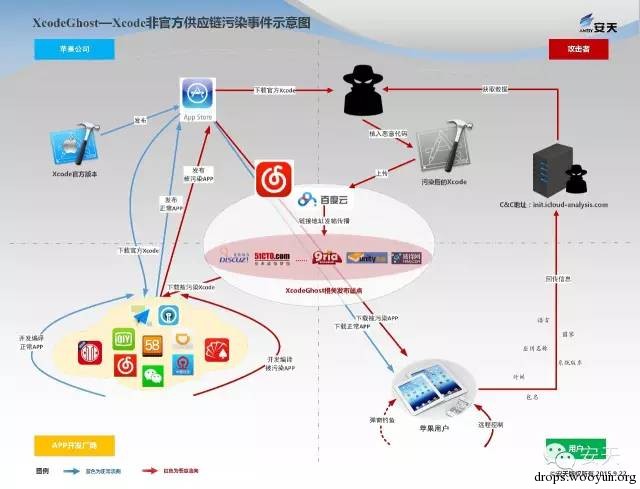 XcodeGhost—Xcode非官方供应链污染事件示意图
安天
ANTIY
苹果公司
攻击者
App Store
下载官方Xcode
获取数据
发布
植入恶意代码
Xcode官方版本
发布
被污染APP
污染后的Xcode
上传
百度云
C&C地址：init.icloud-analysis.com
发布
正常APP
链接地址发帖传播
DISCUZ!
51CTO.com
......
9ria
unity
下载官方Xcode
回传信息
XcodeGhost相关发布站点
下载被污染Xcode
下载被污染APP
下载正常APP
语言
国家
应用名称
系统版本
时间
包名
开发编译
正常APP
开发编译
被污染APP
iQIYI
58
弹窗钓鱼
苹果用户
远程控制
APP开发厂商
用户
安天
图例
蓝色为正常流向
红色为感染流向
©安天版权所有 2015.9.22
drops.wooyun.org